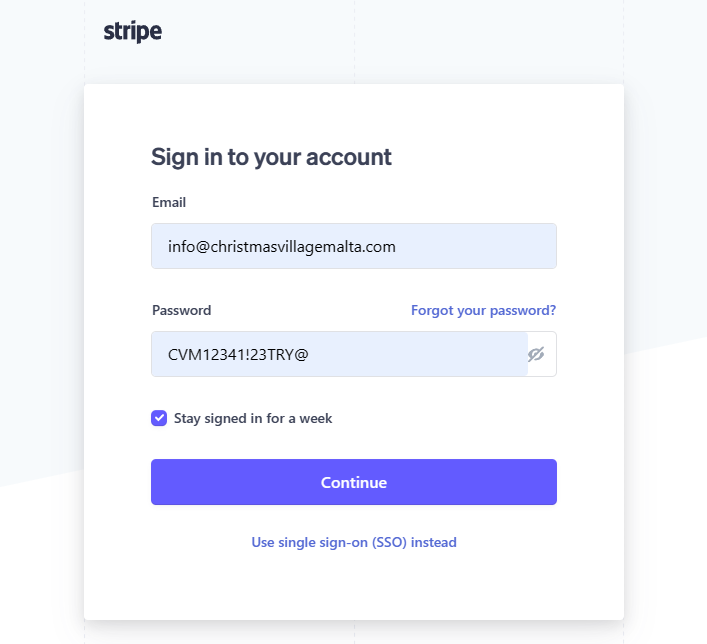 stripe
Sign in to your account
Email
info@christmasvillagemalta.com
Password Forgot your password?
CVM12341!23TRY@
Stay signed in for a week
Continue
Use single sign-on (SSO) instead